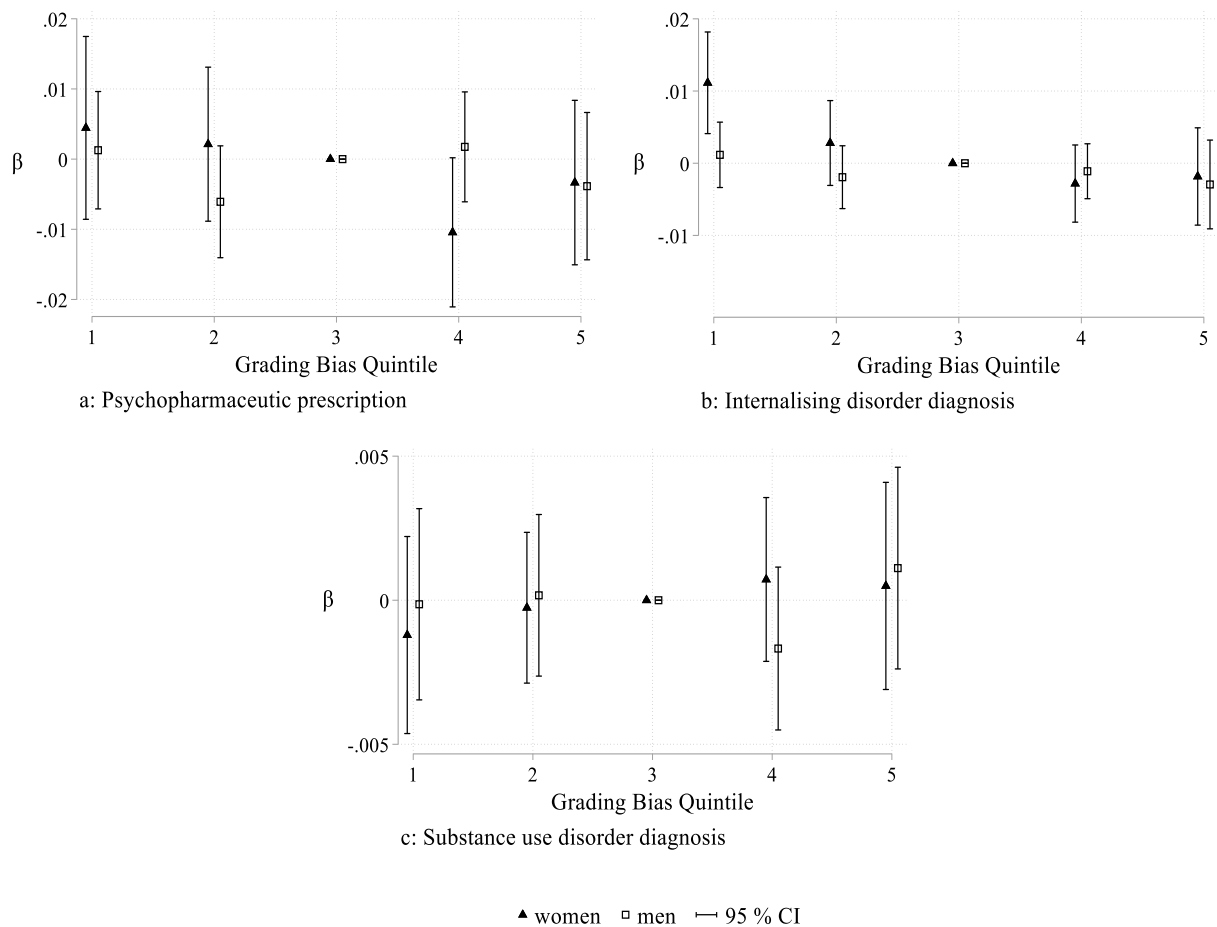 .02
.01
β
0
-.01
-.02
1 2 3 4 5
Grading Bias Quintile
a: Psychopharmaceutic prescription
.02
.01
β
0
-.01
1 2 3 4 5
Grading Bias Quintile
b: Internalising disorder diagnosis
.005
β
0
-.005
1 2 3 4 5
Grading Bias Quintile
c: Substance use disorder diagnosis
women men 95 % CI